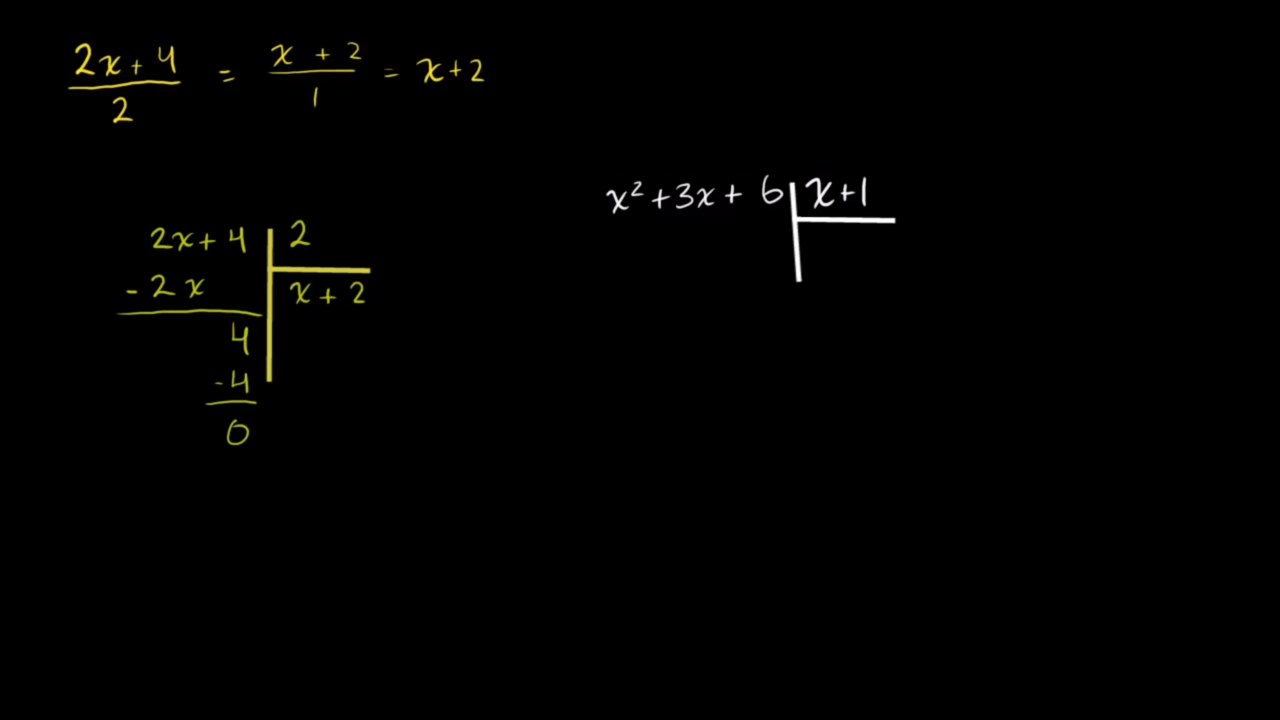 2x+4 / 2 = x + 2 / 1 = x+2
x²+3x+ 6 | x+1
2x+4 | 2
-2x | x+2
4
-4
0